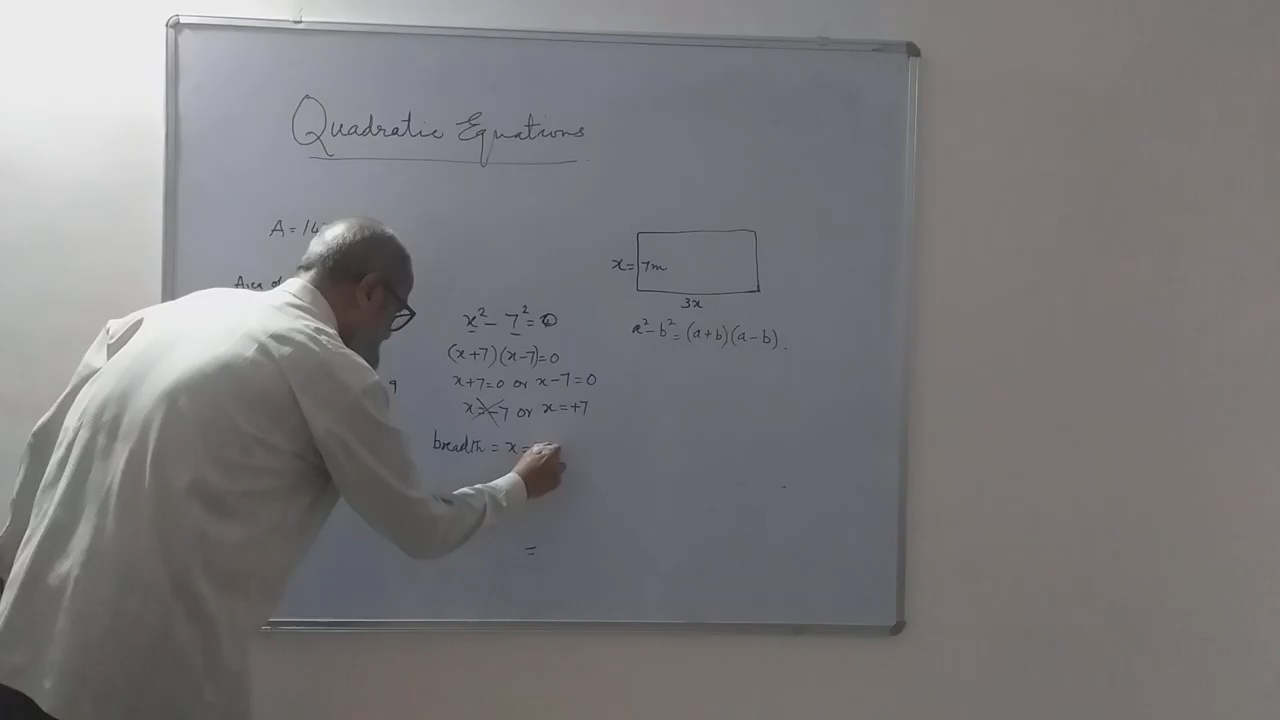 Quadratic Equations
A = 14
Area of
x = 7m
3x
a² - b² = (a+b)(a-b).
x² - 7² = 0
(x+7)(x-7)=0
x+7=0 or x-7=0
9
x=-7 or x=+7
breadth = x =
=